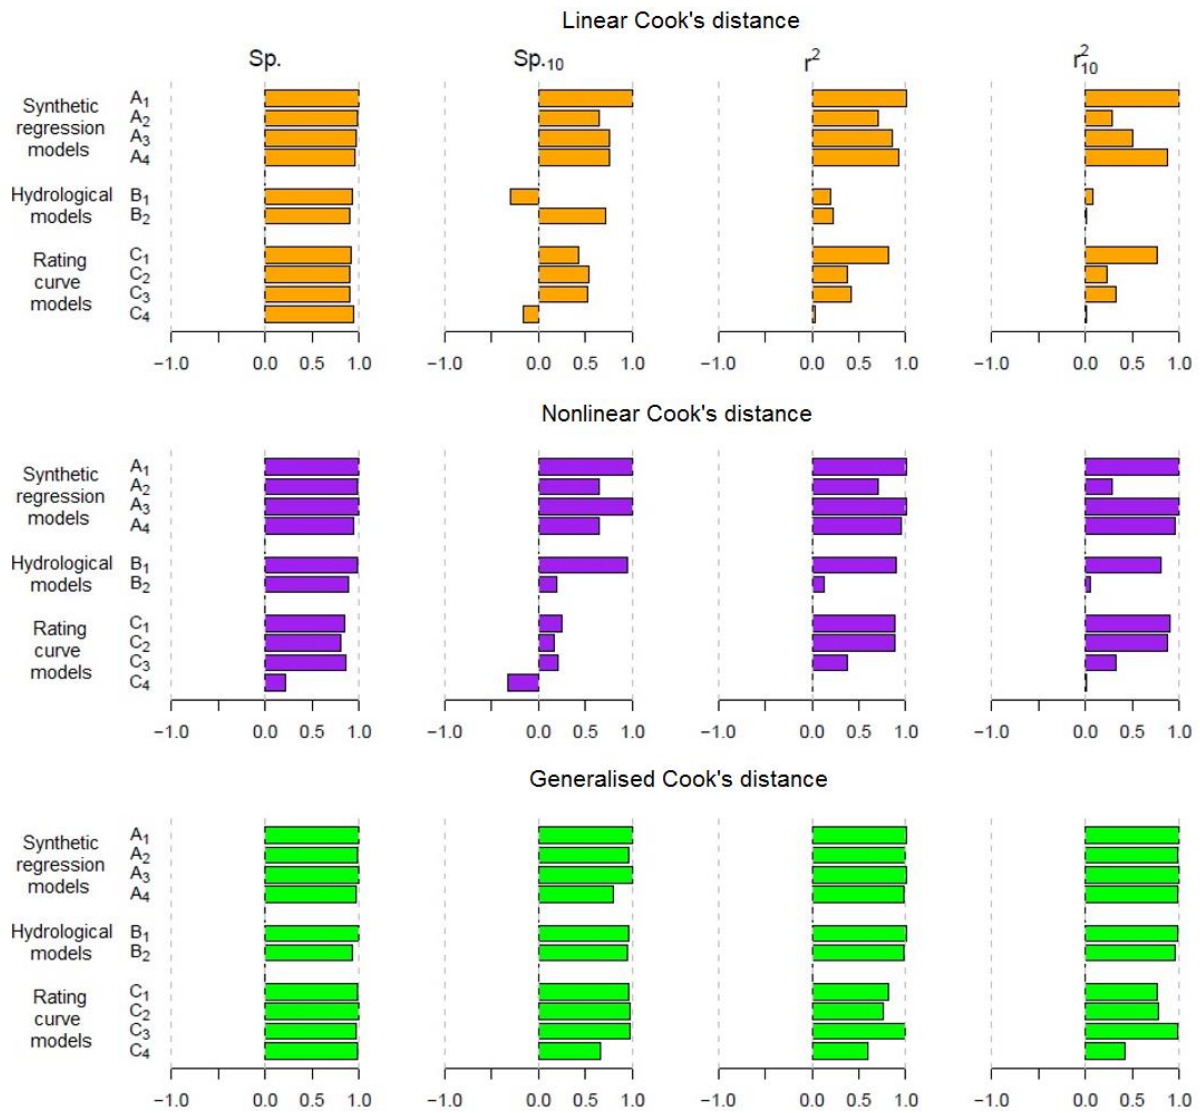 Linear Cook's distance
Sp. Sp.₁₀ r² r²₁₀
Synthetic
regression
models
A₁
A₂
A₃
A₄
Hydrological
models
B₁
B₂
Rating
curve
models
C₁
C₂
C₃
C₄
−1.0 0.0 0.5 1.0 −1.0 0.0 0.5 1.0 −1.0 0.0 0.5 1.0 −1.0 0.0 0.5 1.0
Nonlinear Cook's distance
Synthetic
regression
models
A₁
A₂
A₃
A₄
Hydrological
models
B₁
B₂
Rating
curve
models
C₁
C₂
C₃
C₄
−1.0 0.0 0.5 1.0 −1.0 0.0 0.5 1.0 −1.0 0.0 0.5 1.0 −1.0 0.0 0.5 1.0
Generalised Cook's distance
Synthetic
regression
models
A₁
A₂
A₃
A₄
Hydrological
models
B₁
B₂
Rating
curve
models
C₁
C₂
C₃
C₄
−1.0 0.0 0.5 1.0 −1.0 0.0 0.5 1.0 −1.0 0.0 0.5 1.0 −1.0 0.0 0.5 1.0